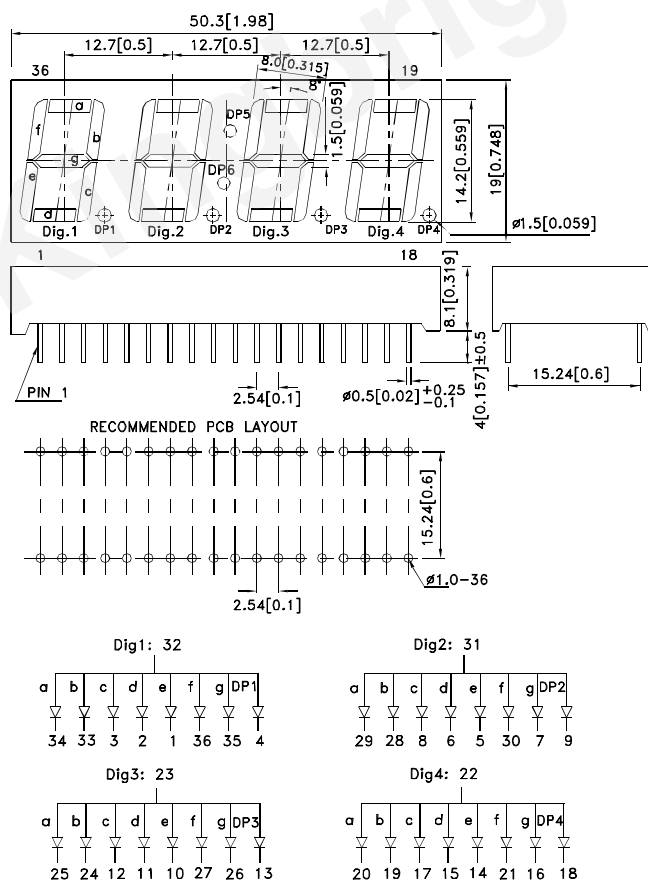 50.3[1.98]
12.7[0.5] 12.7[0.5] 12.7[0.5]
8.0[0.315]
8°
36 19
a
f b
g
e c
d
DP5
DP6
1.5[0.059]
14.2[0.559]
19[0.748]
Dig.1 DP1 Dig.2 DP2 Dig.3 DP3 Dig.4 DP4
ø1.5[0.059]
1 18
8.1[0.319]
4[0.157]±0.5
PIN 1
2.54[0.1]
ø0.5[0.02]+0.25
-0.1
15.24[0.6]
RECOMMENDED PCB LAYOUT
15.24[0.6]
ø1.0-36
2.54[0.1]
Dig1: 32
a b c d e f g DP1
34 33 3 2 1 36 35 4
Dig2: 31
a b c d e f g DP2
29 28 8 6 5 30 7 9
Dig3: 23
a b c d e f g DP3
25 24 12 11 10 27 26 13
Dig4: 22
a b c d e f g DP4
20 19 17 15 14 21 16 18